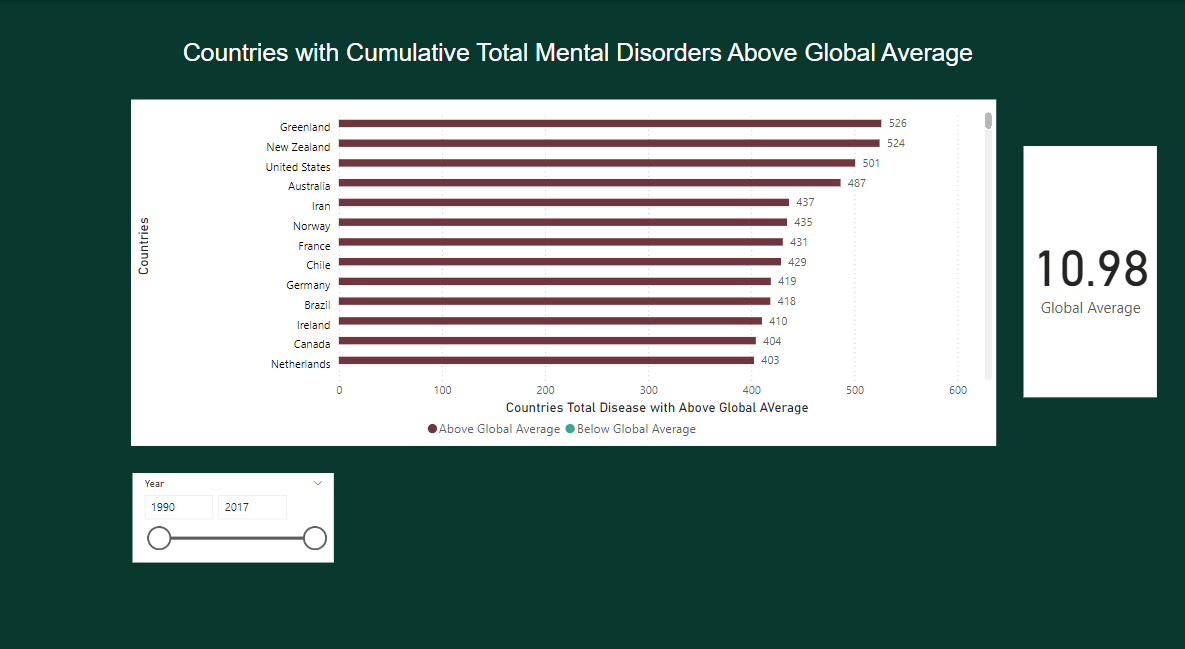 Countries with Cumulative Total Mental Disorders Above Global Average
Countries
Greenland 526
New Zealand 524
United States 501
Australia 487
Iran 437
Norway 435
France 431
Chile 429
Germany 419
Brazil 418
Ireland 410
Canada 404
Netherlands 403
0 100 200 300 400 500 600
Countries Total Disease with Above Global AVerage
Above Global Average Below Global Average
10.98
Global Average
Year
1990 2017